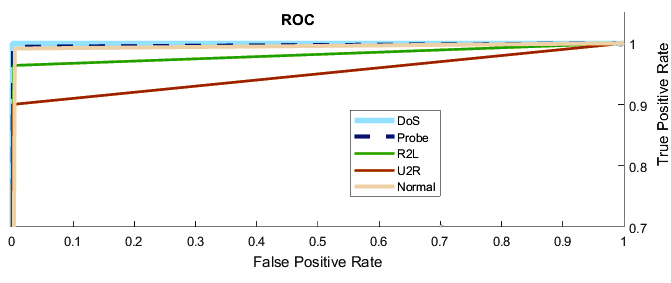 ROC
1
0.9
0.8
0.7
True Positive Rate
DoS
Probe
R2L
U2R
Normal
0 0.1 0.2 0.3 0.4 0.5 0.6 0.7 0.8 0.9 1
False Positive Rate